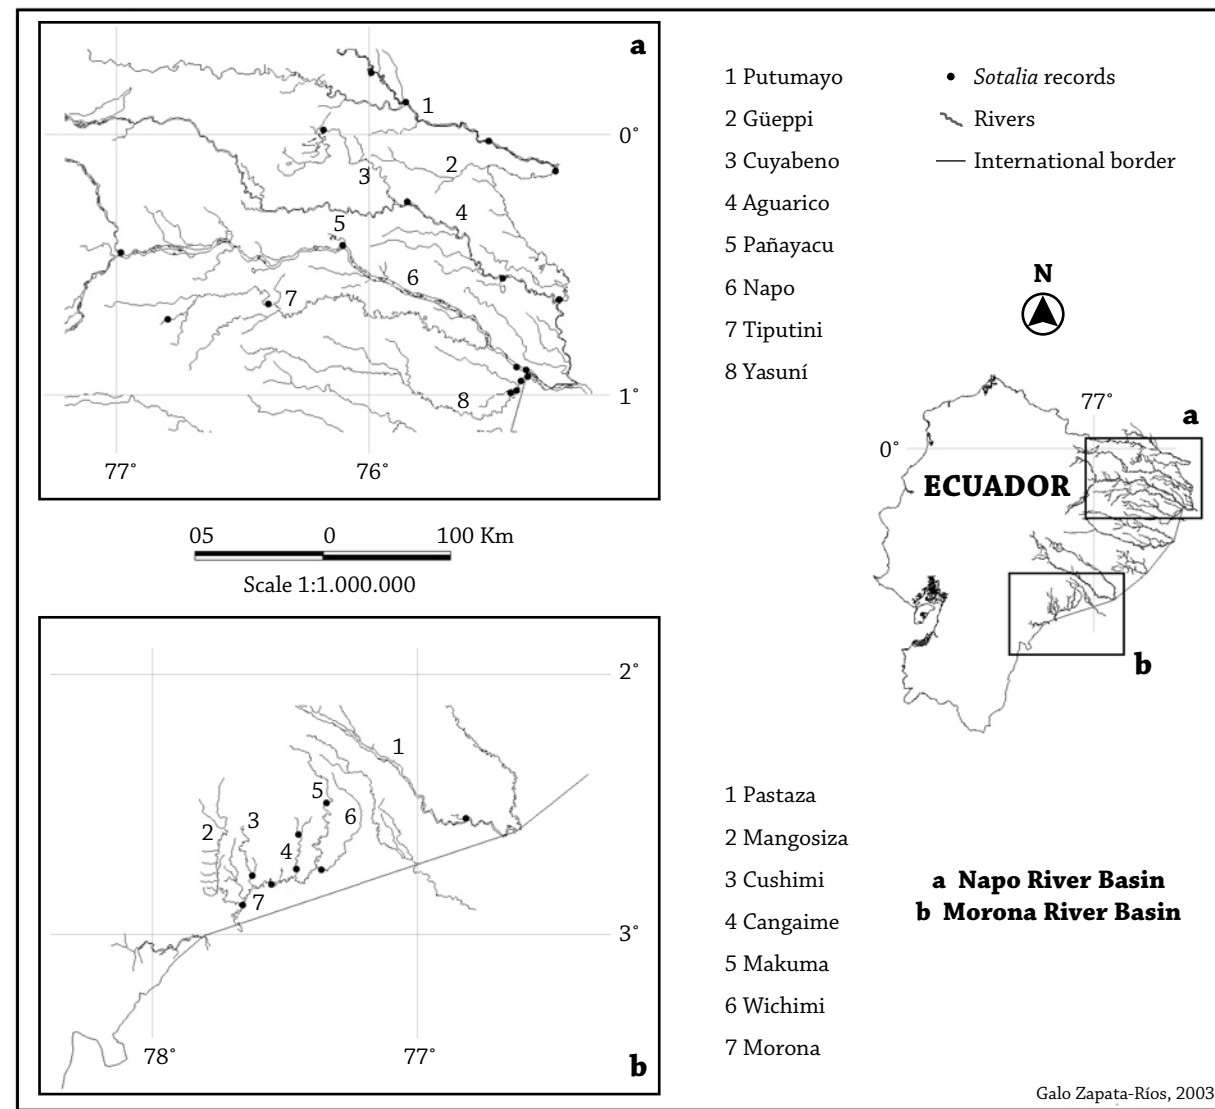 a
1
0°
2
3
4
5
6
7
8
1°
77°
76°
05 0 100 Km
Scale 1:1.000.000
2°
1
5
6
3
2
4
7
3°
78°
77°
b
1 Putumayo
2 Güeppi
3 Cuyabeno
4 Aguarico
5 Pañayacu
6 Napo
7 Tiputini
8 Yasuní
Sotalia records
Rivers
International border
N
77°
a
0°
ECUADOR
b
1 Pastaza
2 Mangosiza
3 Cushimi
4 Cangaime
5 Makuma
6 Wichimi
7 Morona
a Napo River Basin
b Morona River Basin
Galo Zapata-Ríos, 2003